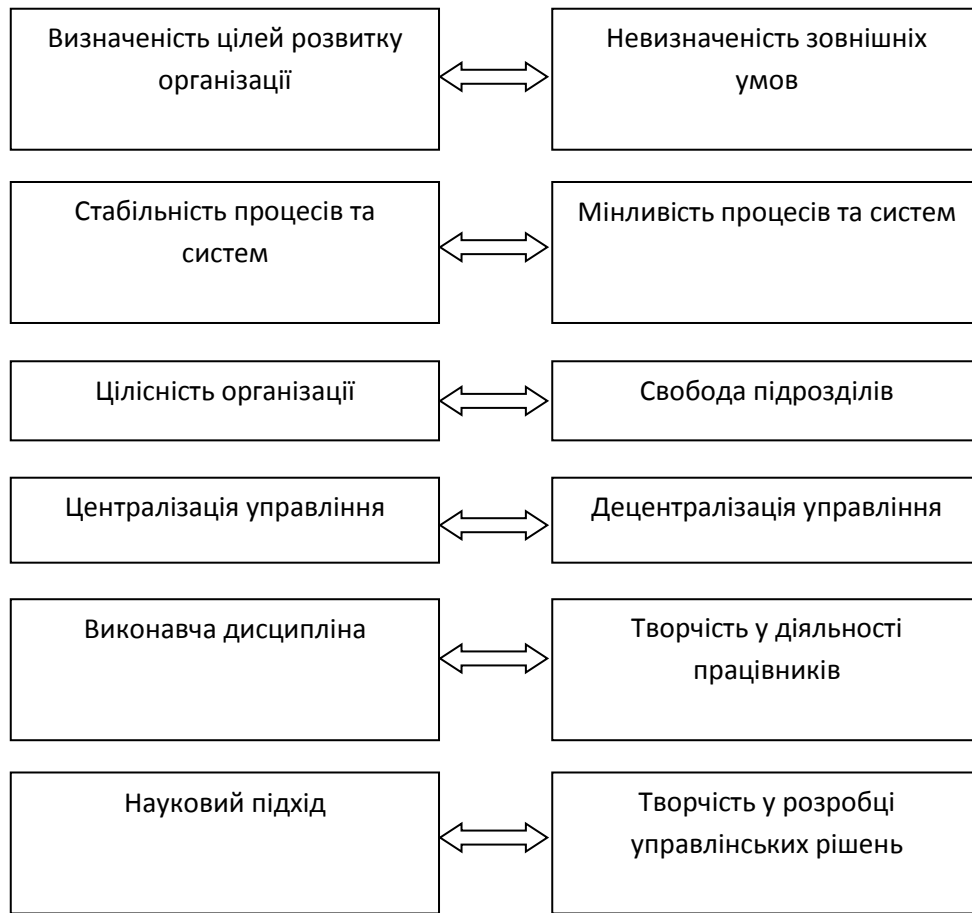 Визначеність цілей розвитку
організації
Невизначеність зовнішніх
умов
Стабільність процесів та
систем
Мінливість процесів та систем
Цілісність організації
Свобода підрозділів
Централізація управління
Децентралізація управління
Виконавча дисципліна
Творчість у діяльності
працівників
Науковий підхід
Творчість у розробці
управлінських рішень